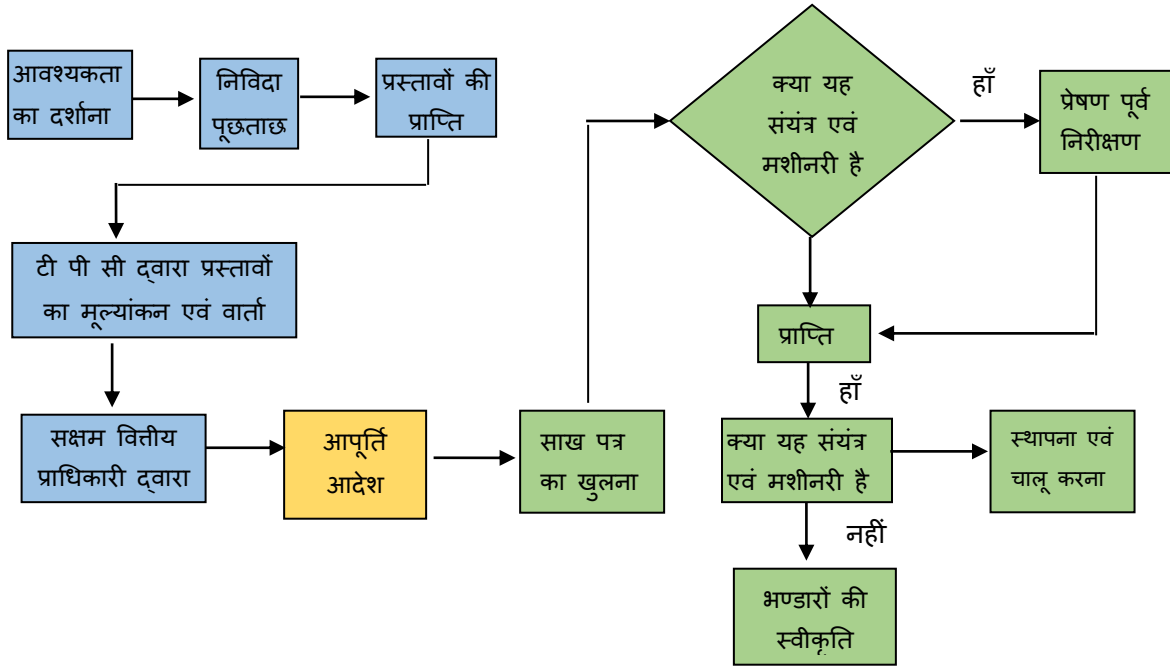 आवश्यकता
का दर्शाना
निविदा
पूछताछ
प्रस्तावों की
प्राप्ति
टी पी सी द्वारा प्रस्तावों
का मूल्यांकन एवं वार्ता
सक्षम वित्तीय
प्राधिकारी द्वारा
आपूर्ति
आदेश
साख पत्र
का खुलना
क्या यह
संयंत्र एवं
मशीनरी है
हाँ
प्रेषण पूर्व
निरीक्षण
प्राप्ति
हाँ
क्या यह संयंत्र
एवं मशीनरी है
स्थापना एवं
चालू करना
नहीं
भण्डारों की
स्वीकृति